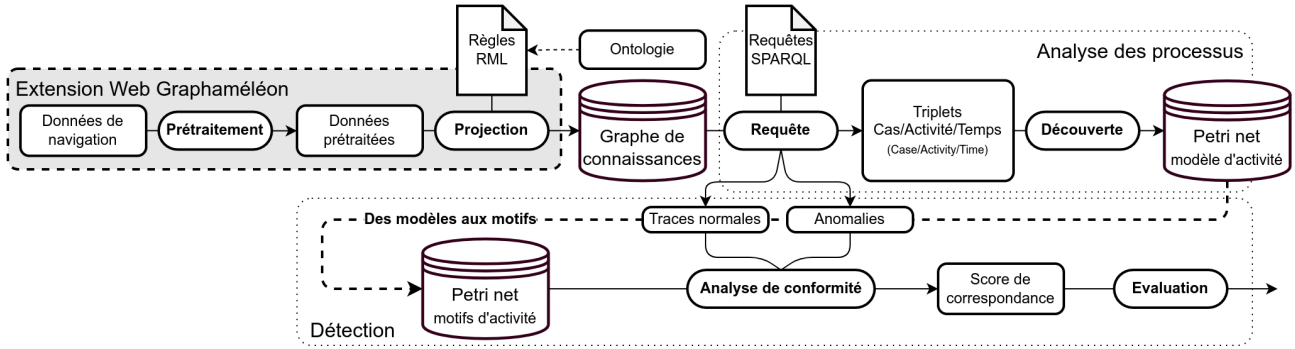 Règles
RML
Ontologie
Requêtes
SPARQL
Analyse des processus
Extension Web Graphaméléon
Données de
navigation
Prétraitement
Données
prétraitées
Projection
Graphe de
connaissances
Requête
Triplets
Cas/Activité/Temps
(Case/Activity/Time)
Découverte
Petri net
modèle d'activité
Des modèles aux motifs
Traces normales
Anomalies
Petri net
motifs d'activité
Analyse de conformité
Score de
correspondance
Evaluation
Détection